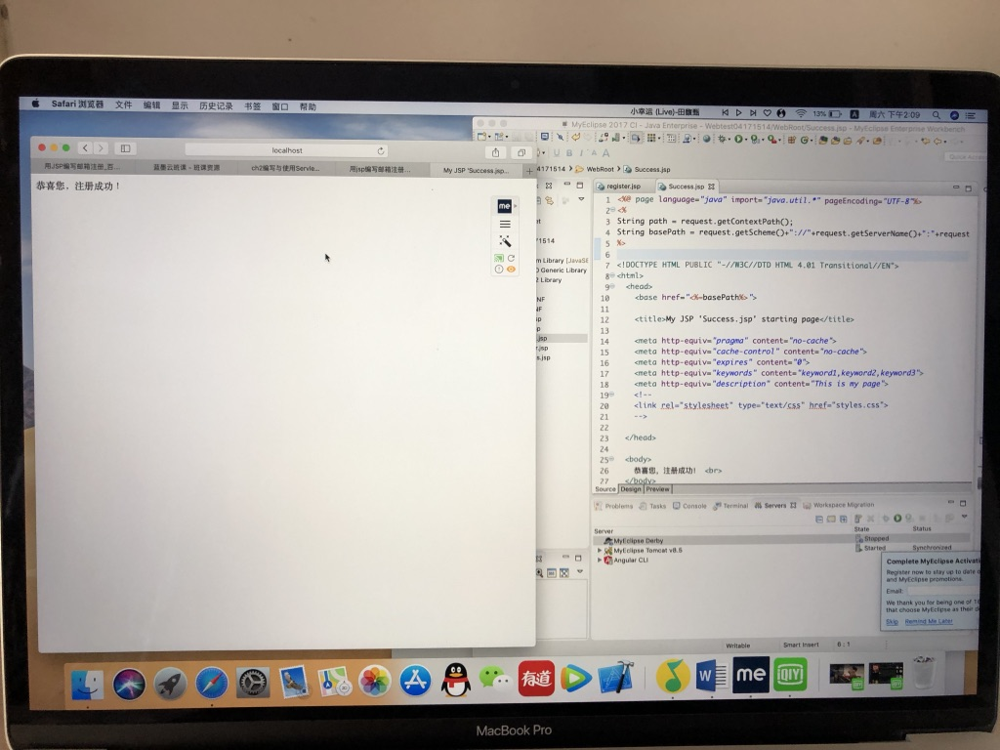 Safari 浏览器 文件 编辑 显示 历史记录 书签 窗口 帮助
小幸运 (Live)-田馥甄 13% 周六 下午2:09
MyEclipse 2017 CI - Java Enterprise - Webtest04171514/WebRoot/Success.jsp - MyEclipse Enterprise Workbench
localhost
Quick Access
用JSP编写邮箱注册_百... 蓝墨云班课 - 班课资源 ch2编写与使用Servle... 用jsp编写邮箱注册... My JSP 'Success.jsp...
恭喜您，注册成功！
me
4171514 WebRoot Success.jsp
register.jsp Success.jsp
1 <%@ page language="java" import="java.util.*" pageEncoding="UTF-8"%>
2 <%
3 String path = request.getContextPath();
4 String basePath = request.getScheme()+"://"+request.getServerName()+":"+request
5 %>
6
7 <!DOCTYPE HTML PUBLIC "-//W3C//DTD HTML 4.01 Transitional//EN">
8 <html>
9 <head>
10 <base href="<%=basePath%>">
11
12 <title>My JSP 'Success.jsp' starting page</title>
13
14 <meta http-equiv="pragma" content="no-cache">
15 <meta http-equiv="cache-control" content="no-cache">
16 <meta http-equiv="expires" content="0">
17 <meta http-equiv="keywords" content="keyword1,keyword2,keyword3">
18 <meta http-equiv="description" content="This is my page">
19 <!--
20 <link rel="stylesheet" type="text/css" href="styles.css">
21 -->
22
23 </head>
24
25 <body>
26 恭喜您，注册成功！ <br>
27 </body>
71514
m Library [JavaSE
D Generic Library
2 Library
NF
NF
sp
p
.jsp
r.jsp
s.jsp
Source Design Preview
Problems Tasks Console Terminal Servers Workspace Migration
Server State Status
MyEclipse Derby Stopped
MyEclipse Tomcat v8.5 Started Synchronized
Angular CLI
Complete MyEclipse Activati
Register now to stay up to date o
and MyEclipse promotions.
Email:
We thank you for being one of 1
that choose MyEclipse as their d
Skip Remind Me Later
Writable Smart Insert 6 : 1
有道 W me QIY
MacBook Pro